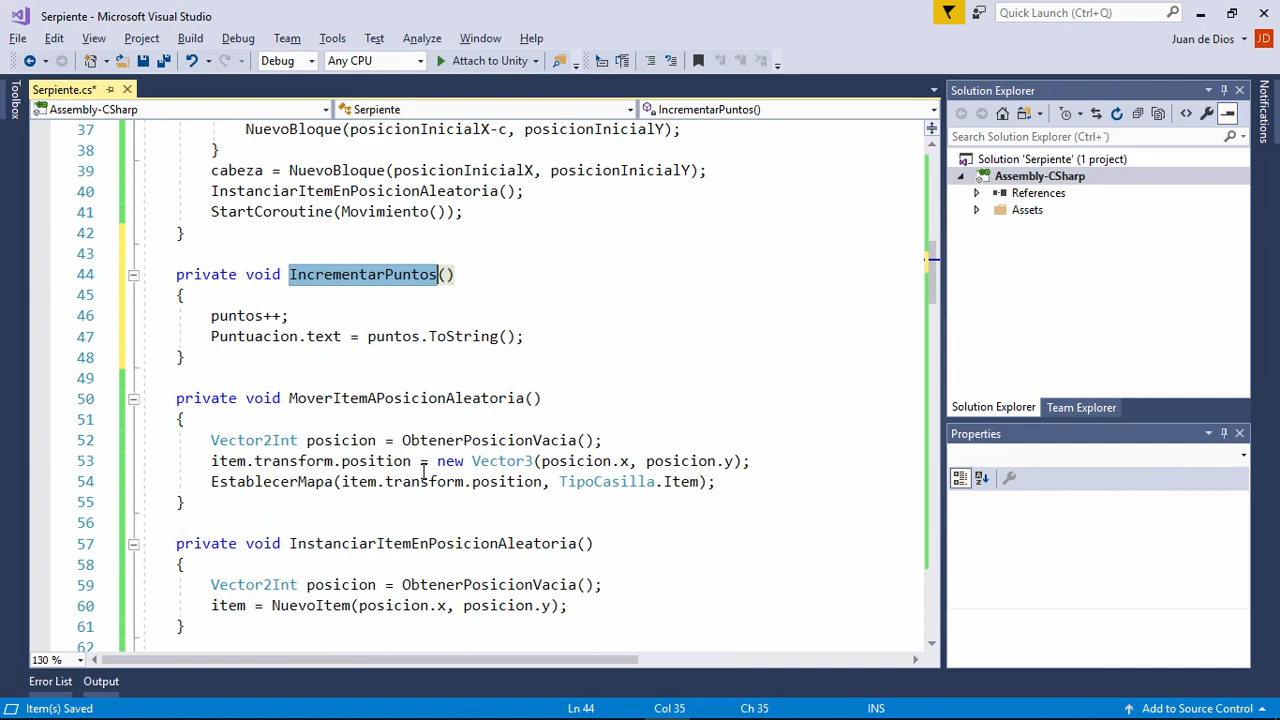 Serpiente - Microsoft Visual Studio
Quick Launch (Ctrl+Q)
File Edit View Project Build Debug Team Tools Test Analyze Window Help
Juan de Dios JD
Debug Any CPU Attach to Unity
Toolbox
Serpiente.cs*
Assembly-CSharp Serpiente IncrementarPuntos()
37 NuevoBloque(posicionInicialX-c, posicionInicialY);
38 }
39 cabeza = NuevoBloque(posicionInicialX, posicionInicialY);
40 InstanciarItemEnPosicionAleatoria();
41 StartCoroutine(Movimiento());
42 }
43
44 private void IncrementarPuntos()
45 {
46 puntos++;
47 Puntuacion.text = puntos.ToString();
48 }
49
50 private void MoverItemAPosicionAleatoria()
51 {
52 Vector2Int posicion = ObtenerPosicionVacia();
53 item.transform.position = new Vector3(posicion.x, posicion.y);
54 EstablecerMapa(item.transform.position, TipoCasilla.Item);
55 }
56
57 private void InstanciarItemEnPosicionAleatoria()
58 {
59 Vector2Int posicion = ObtenerPosicionVacia();
60 item = NuevoItem(posicion.x, posicion.y);
61 }
62
130 %
Solution Explorer
Search Solution Explorer (Ctrl+`)
Solution 'Serpiente' (1 project)
Assembly-CSharp
References
Assets
Solution Explorer Team Explorer
Properties
Notifications
Error List Output
Item(s) Saved Ln 44 Col 35 Ch 35 INS Add to Source Control